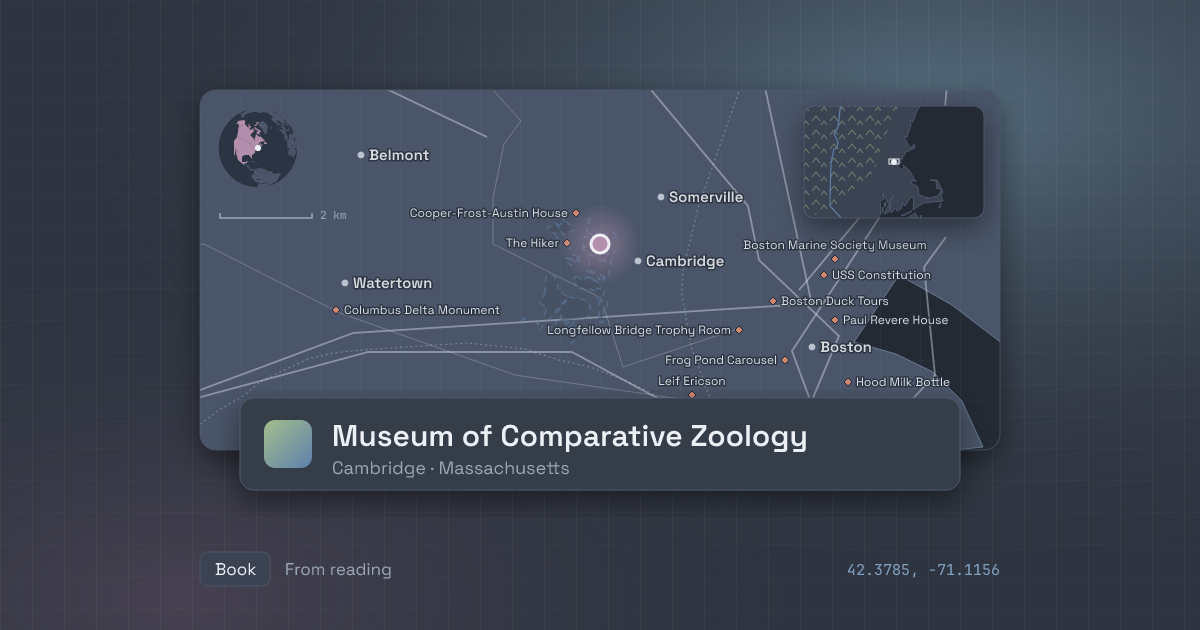 Belmont
Somerville
2 km
Cooper-Frost-Austin House
The Hiker
Boston Marine Society Museum
Cambridge
USS Constitution
Watertown
Boston Duck Tours
Columbus Delta Monument
Paul Revere House
Longfellow Bridge Trophy Room
Boston
Frog Pond Carousel
Leif Ericson
Hood Milk Bottle
Museum of Comparative Zoology
Cambridge · Massachusetts
Book From reading
42.3785, -71.1156